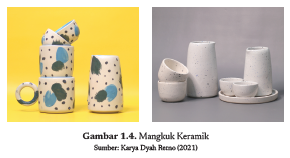 Gambar 1.4. Mangkuk Keramik
Sumber: Karya Dyah Retno (2021)